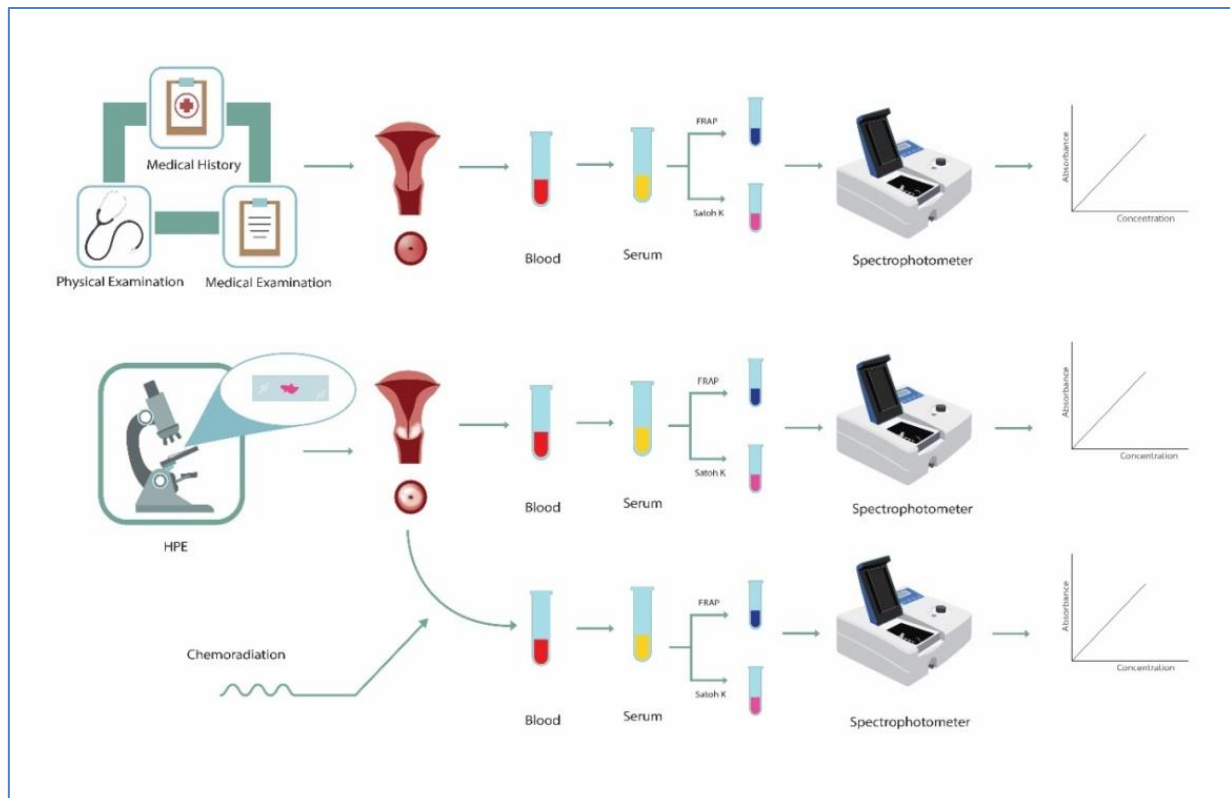 Medical History
Physical Examination
Medical Examination
Blood
Serum
FRAP
Satoh K
Spectrophotometer
Absorbance
Concentration
HPE
Blood
Serum
FRAP
Satoh K
Spectrophotometer
Absorbance
Concentration
Chemoradiation
Blood
Serum
FRAP
Satoh K
Spectrophotometer
Absorbance
Concentration